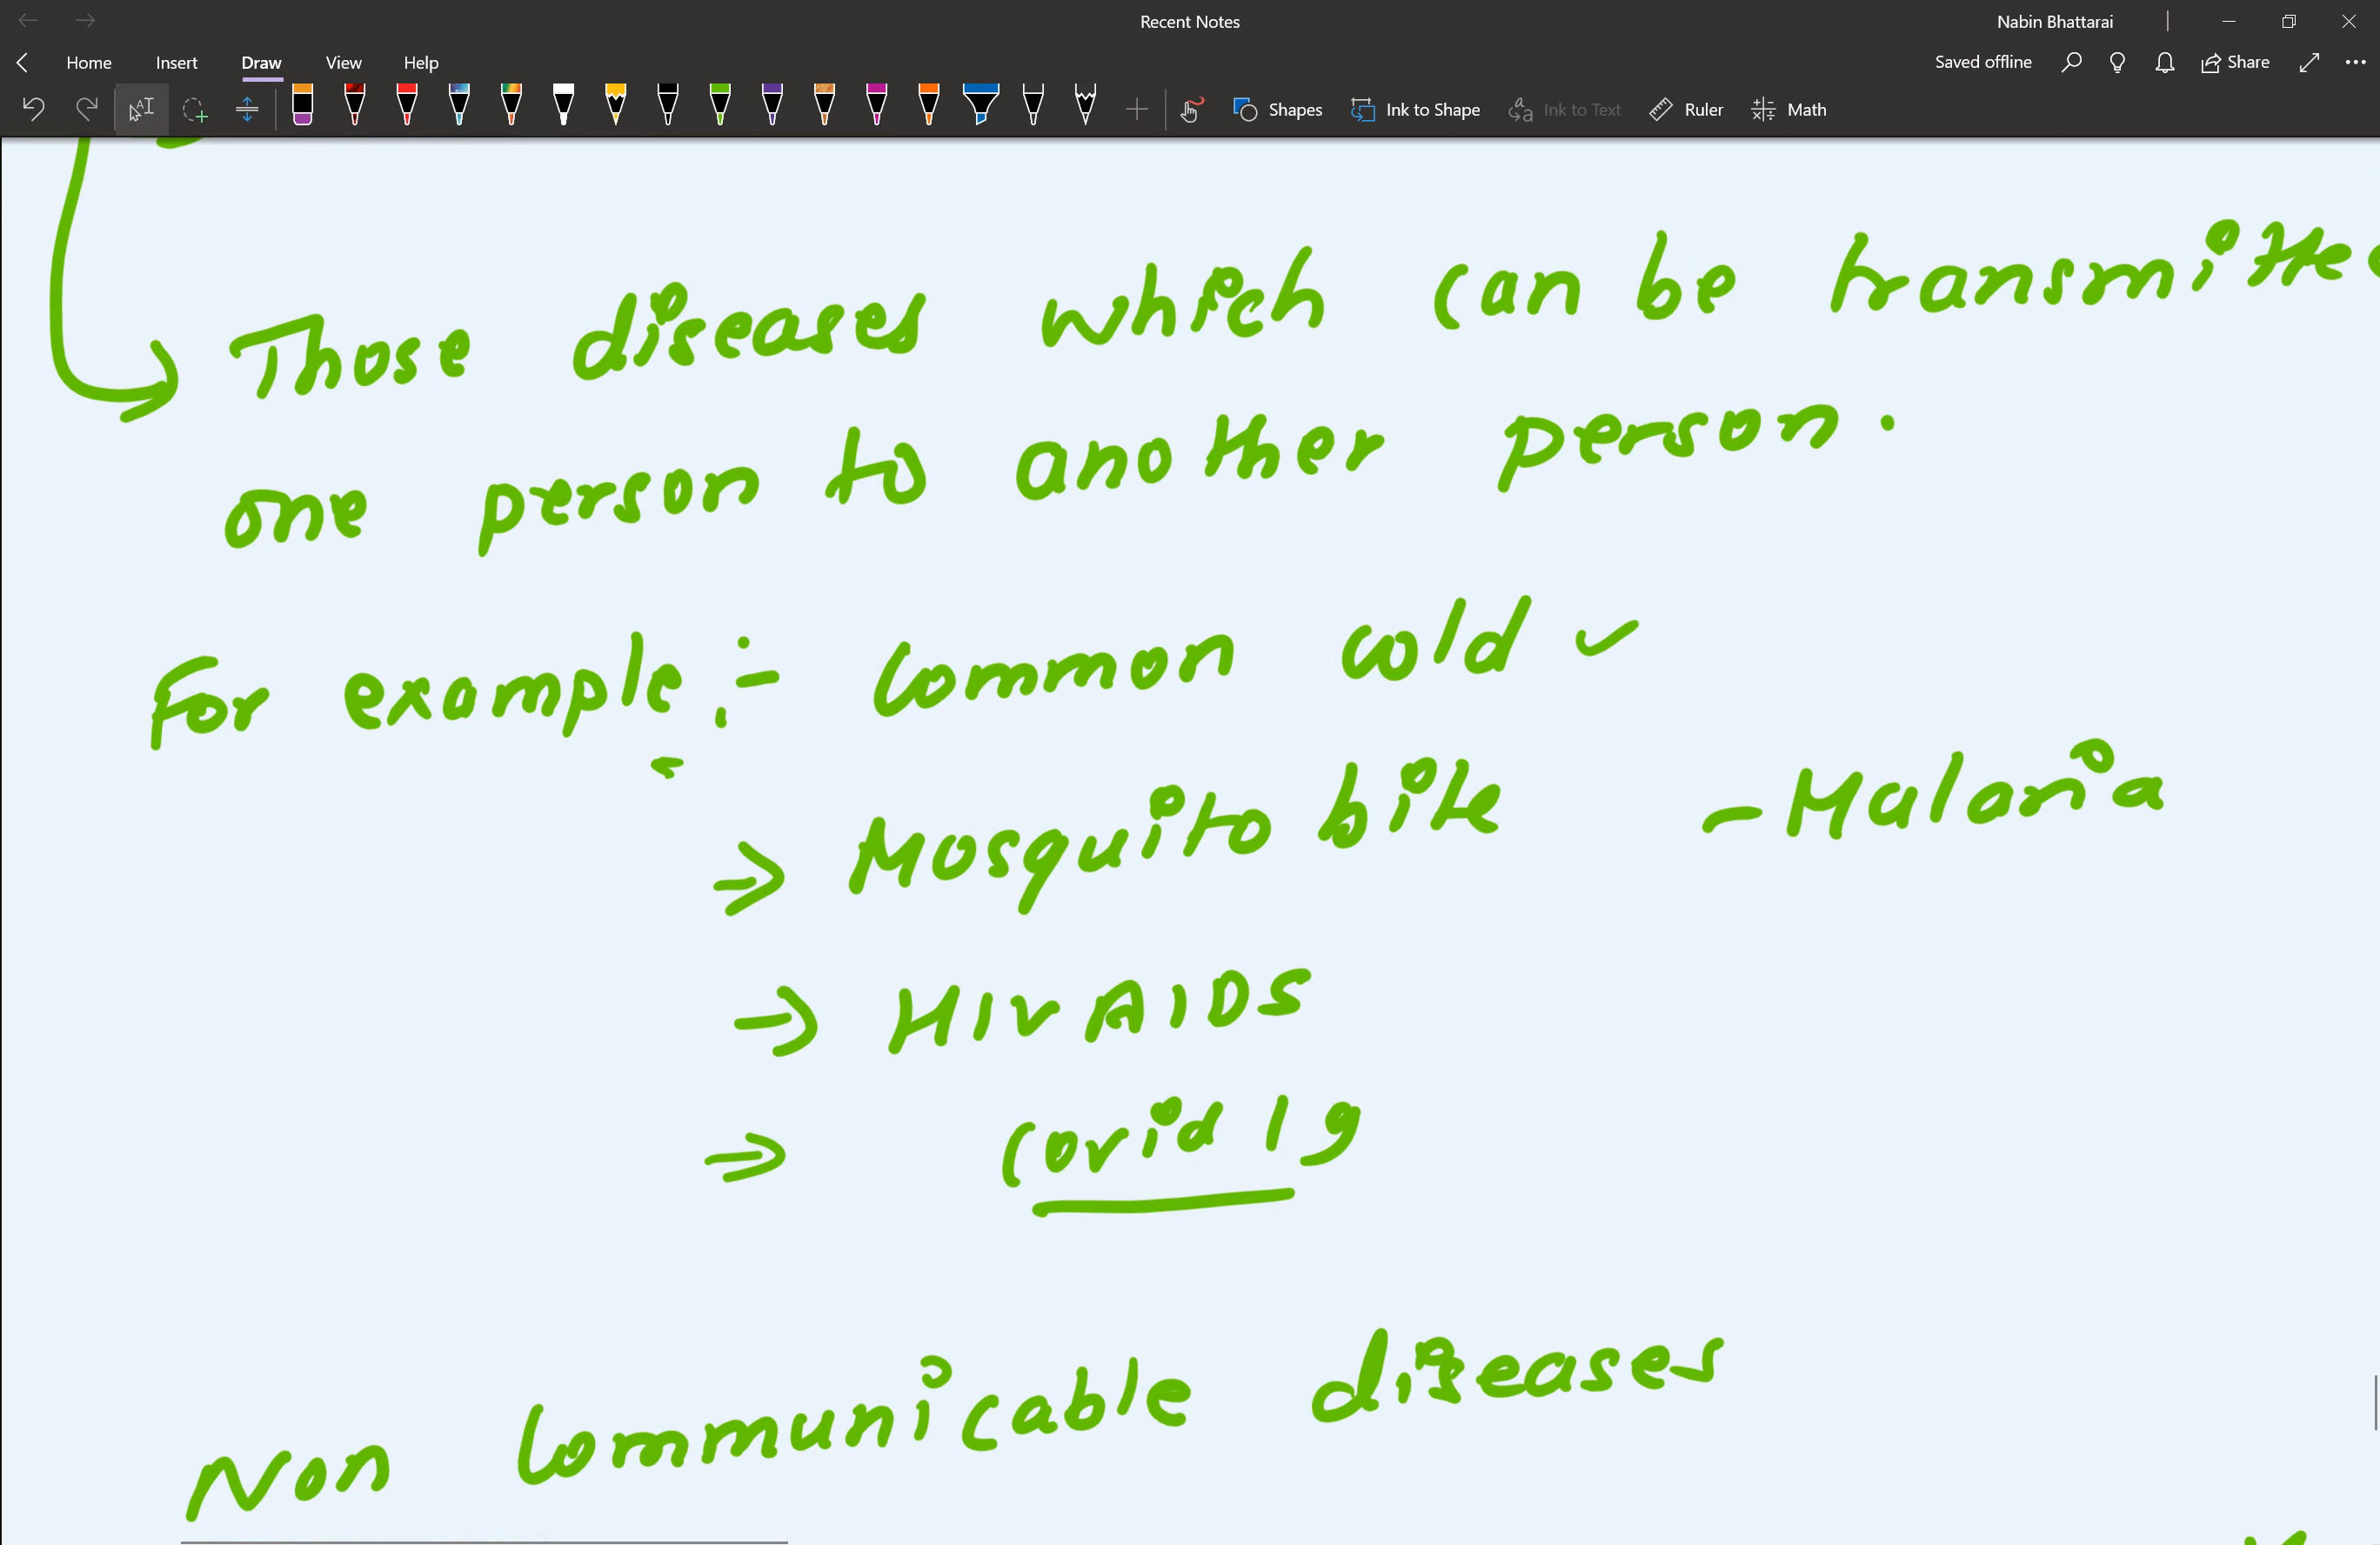 Recent Notes
Nabin Bhattarai
Home Insert Draw View Help
Saved offline
Share
Shapes
Ink to Shape
Ink to Text
Ruler
Math
Those diseases which can be transmitte
one person to another person.
For example :- Common cold
⇒ Mosquito bite - Malaria
→ HIV AIDS
⇒ Covid 19
Non Communicable diseases